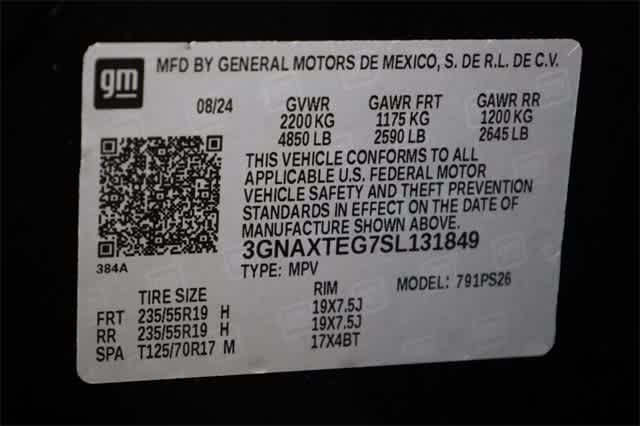 gm MFD BY GENERAL MOTORS DE MEXICO, S. DE R.L. DE C.V.
08/24 GVWR GAWR FRT GAWR RR
2200 KG 1175 KG 1200 KG
4850 LB 2590 LB 2645 LB
THIS VEHICLE CONFORMS TO ALL
APPLICABLE U.S. FEDERAL MOTOR
VEHICLE SAFETY AND THEFT PREVENTION
STANDARDS IN EFFECT ON THE DATE OF
MANUFACTURE SHOWN ABOVE.
3GNAXTEG7SL131849
384A
TYPE: MPV MODEL: 791PS26
TIRE SIZE RIM
FRT 235/55R19 H 19X7.5J
RR 235/55R19 H 19X7.5J
SPA T125/70R17 M 17X4BT